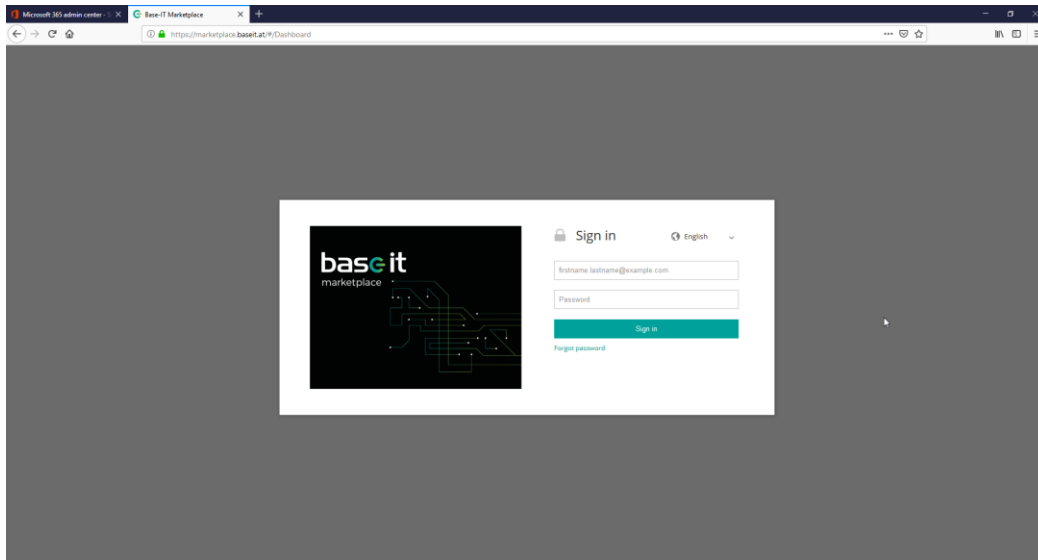 Microsoft 365 admin center - S
Base-IT Marketplace
https://marketplace.baseit.at/#/Dashboard
base it
marketplace
Sign in
English
firstname.lastname@example.com
Password
Sign in
Forgot password